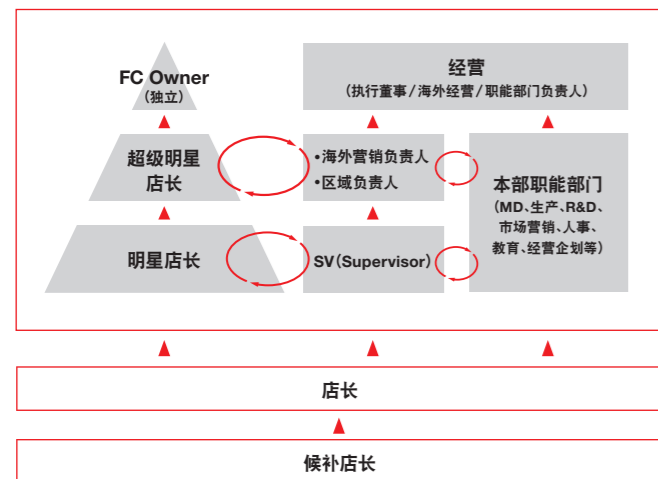 FC Owner
(独立)
经营
(执行董事/海外经营/职能部门负责人)
超级明星
店长
•海外营销负责人
•区域负责人
本部职能部门
(MD、生产、R&D、
市场营销、人事、
教育、经营企划等)
明星店长
SV(Supervisor)
店长
候补店长